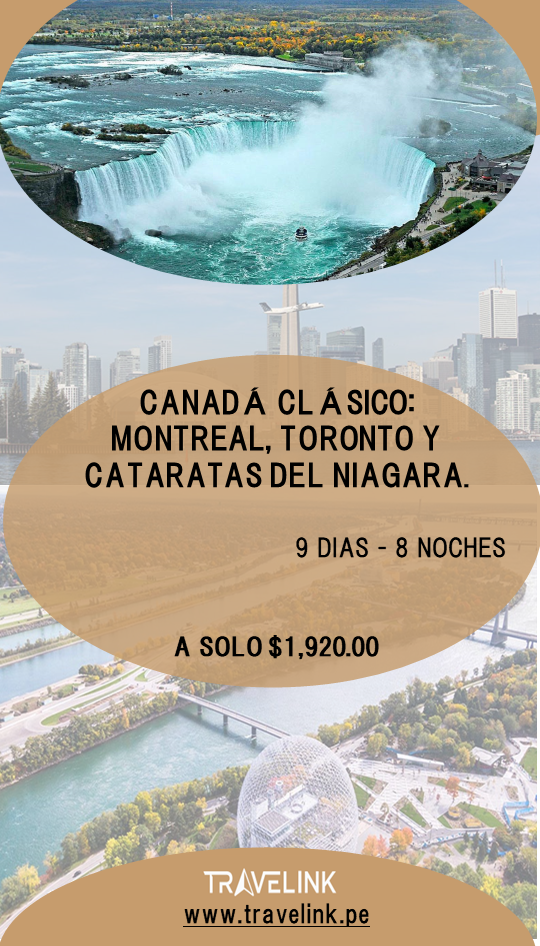 CANADÁ CLÁSICO:
MONTREAL, TORONTO Y
CATARATAS DEL NIAGARA.
9 DIAS - 8 NOCHES
A SOLO $1,920.00
TRAVELINK
www.travelink.pe